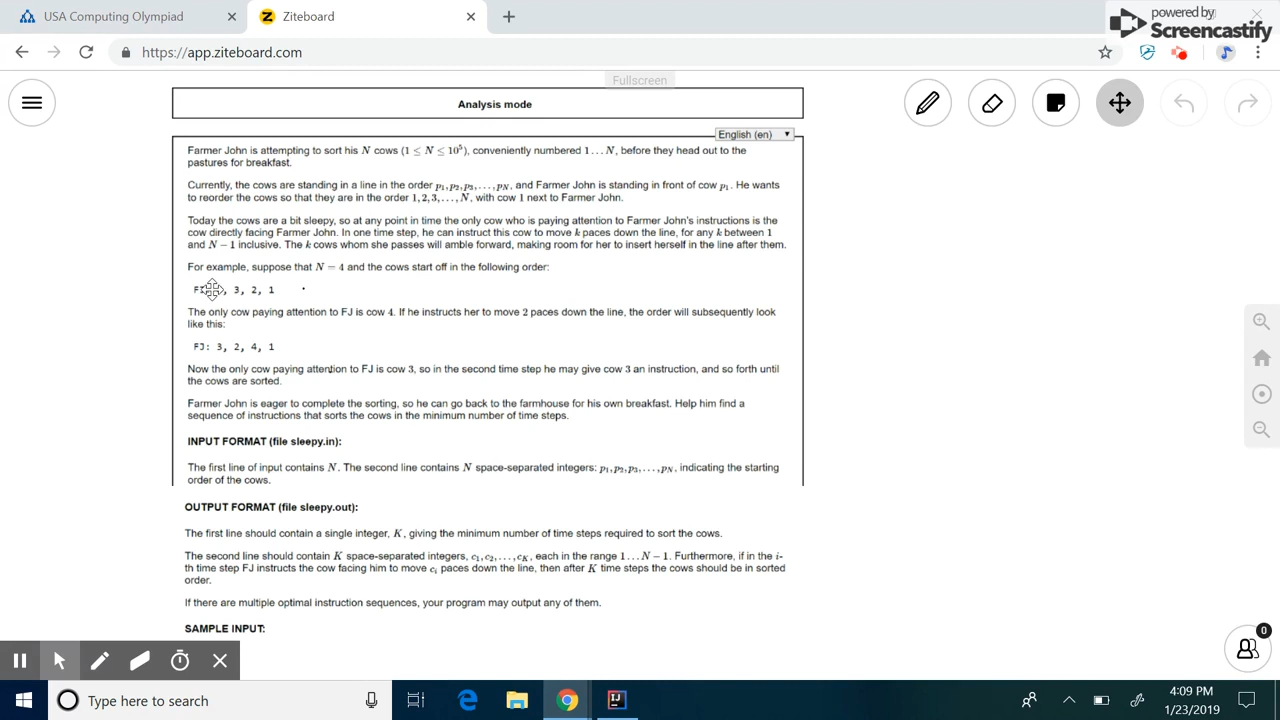 USA Computing Olympiad
Ziteboard
powered by
Screencastify
https://app.ziteboard.com
Fullscreen
Analysis mode
English (en)
Farmer John is attempting to sort his N cows (1 ≤ N ≤ 10⁵), conveniently numbered 1…N, before they head out to the
pastures for breakfast.
Currently, the cows are standing in a line in the order p₁, p₂, p₃, …, p_N, and Farmer John is standing in front of cow p₁. He wants
to reorder the cows so that they are in the order 1, 2, 3, …, N, with cow 1 next to Farmer John.
Today the cows are a bit sleepy, so at any point in time the only cow who is paying attention to Farmer John's instructions is the
cow directly facing Farmer John. In one time step, he can instruct this cow to move k paces down the line, for any k between 1
and N − 1 inclusive. The k cows whom she passes will amble forward, making room for her to insert herself in the line after them.
For example, suppose that N = 4 and the cows start off in the following order:
, 3, 2, 1
The only cow paying attention to FJ is cow 4. If he instructs her to move 2 paces down the line, the order will subsequently look
like this:
FJ: 3, 2, 4, 1
Now the only cow paying attention to FJ is cow 3, so in the second time step he may give cow 3 an instruction, and so forth until
the cows are sorted.
Farmer John is eager to complete the sorting, so he can go back to the farmhouse for his own breakfast. Help him find a
sequence of instructions that sorts the cows in the minimum number of time steps.
INPUT FORMAT (file sleepy.in):
The first line of input contains N. The second line contains N space-separated integers: p₁, p₂, p₃, …, p_N, indicating the starting
order of the cows.
OUTPUT FORMAT (file sleepy.out):
The first line should contain a single integer, K, giving the minimum number of time steps required to sort the cows.
The second line should contain K space-separated integers, c₁, c₂, …, c_K, each in the range 1…N − 1. Furthermore, if in the i-
th time step FJ instructs the cow facing him to move c_i paces down the line, then after K time steps the cows should be in sorted
order.
If there are multiple optimal instruction sequences, your program may output any of them.
SAMPLE INPUT:
0
Type here to search
4:09 PM
1/23/2019